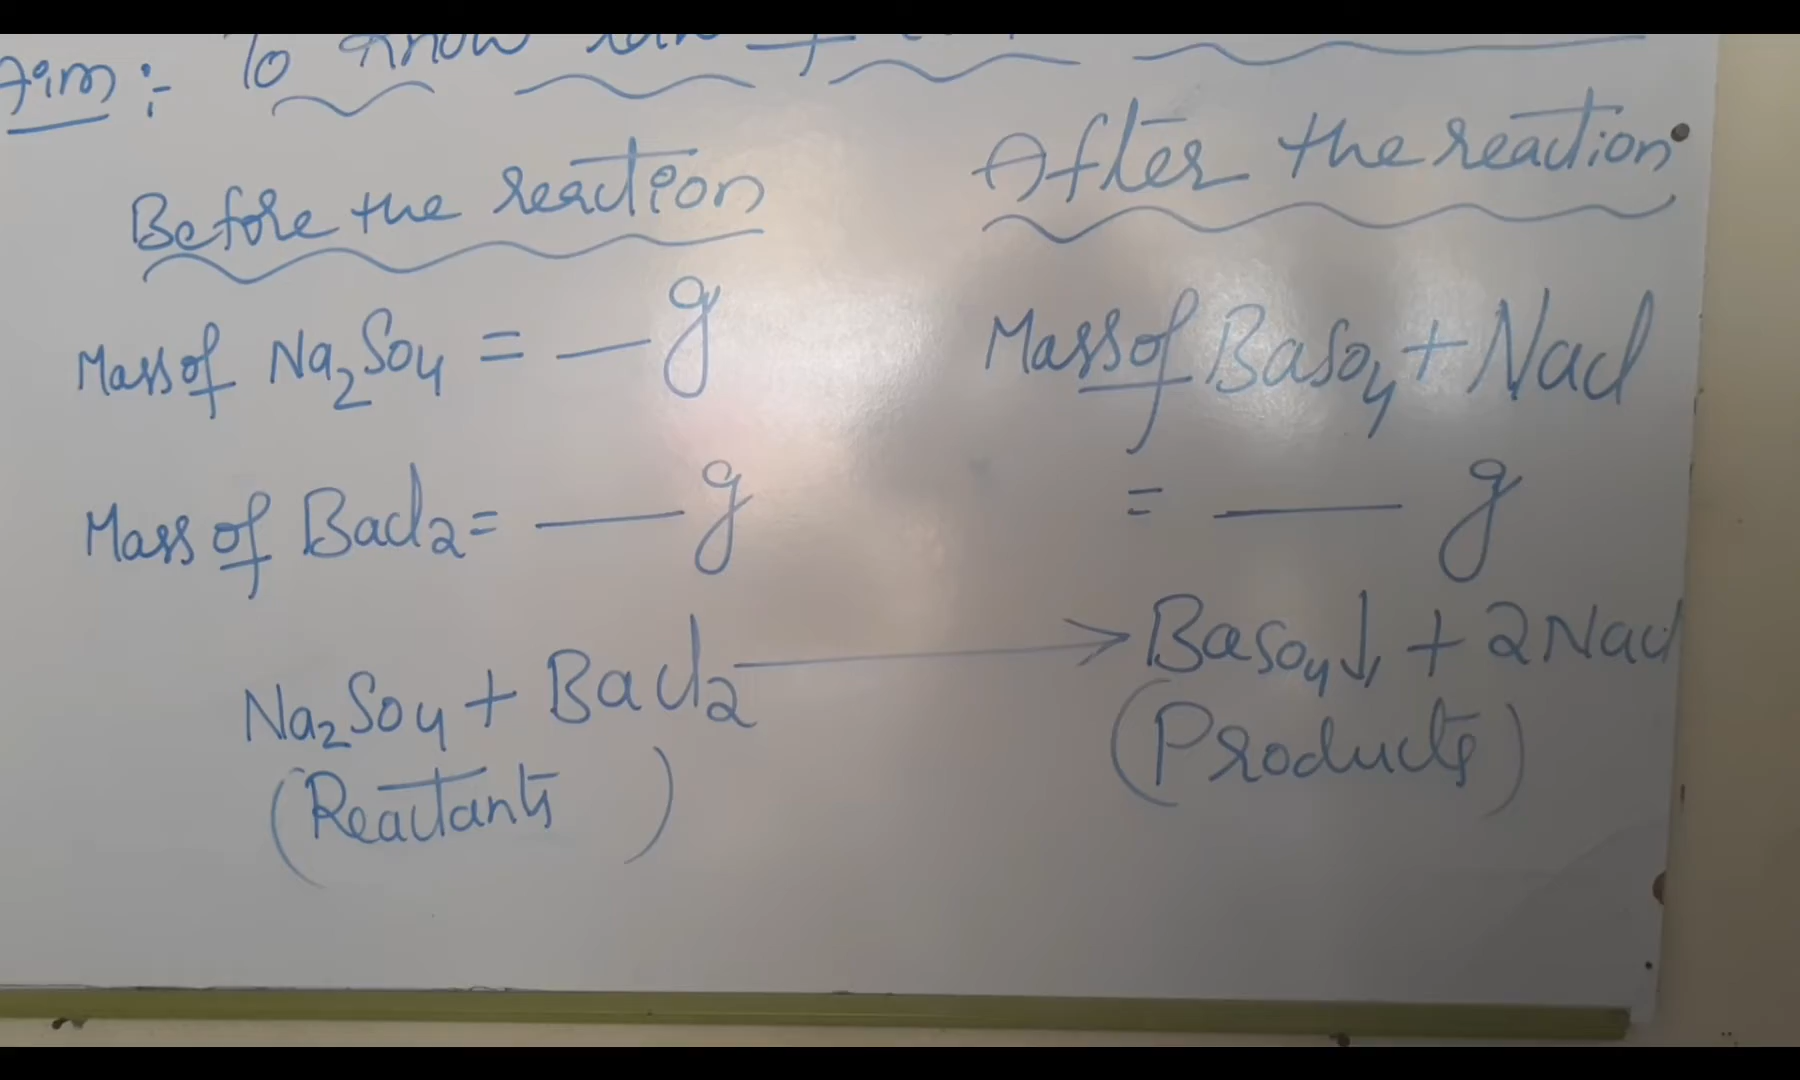 Aim :- To Know
Before the reaction
After the reaction
Mass of Na2So4 = — g
Mass of BaSo4 + Nacl
Mass of Bacl2 = — g
= — g
Na2So4 + Bacl2 → BaSo4↓ + 2Nacl
(Reactants)
(Products)